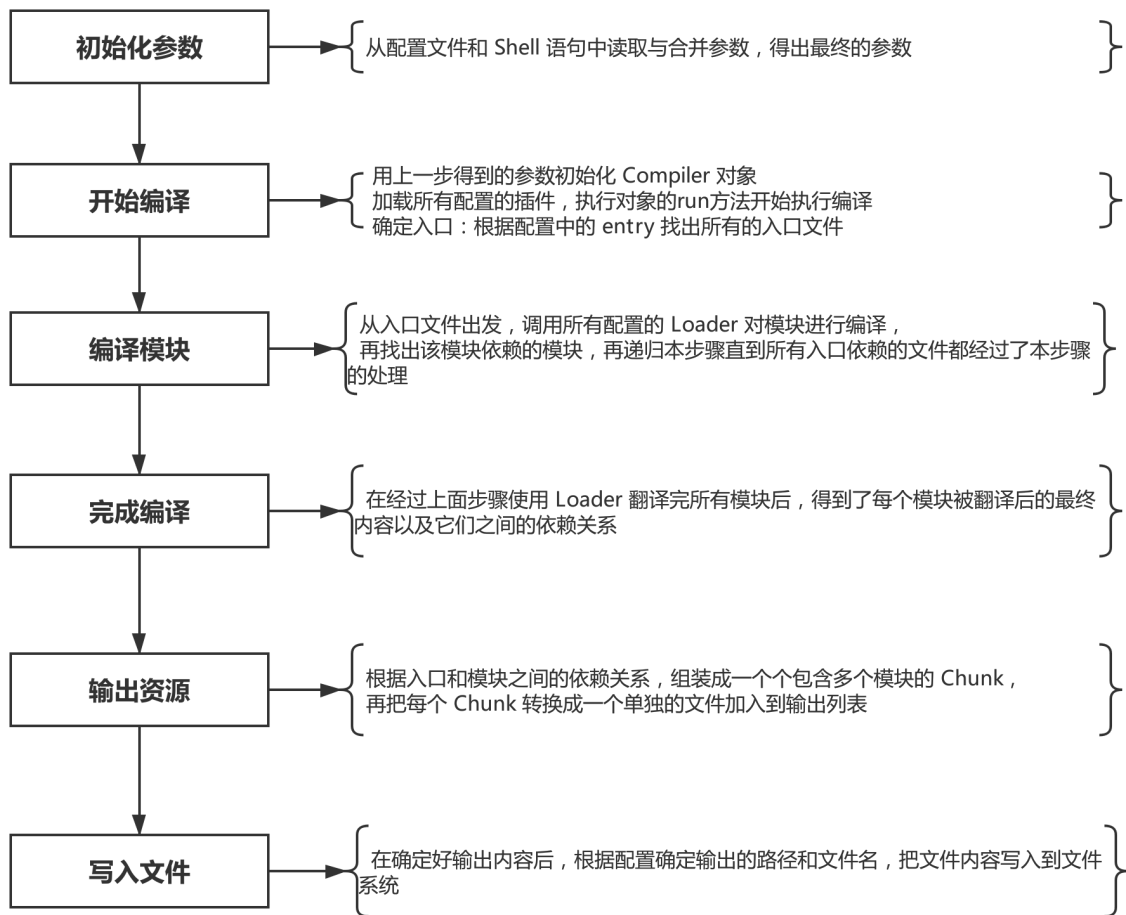 初始化参数
从配置文件和 Shell 语句中读取与合并参数，得出最终的参数
开始编译
用上一步得到的参数初始化 Compiler 对象
加载所有配置的插件，执行对象的run方法开始执行编译
确定入口：根据配置中的 entry 找出所有的入口文件
编译模块
从入口文件出发，调用所有配置的 Loader 对模块进行编译，
再找出该模块依赖的模块，再递归本步骤直到所有入口依赖的文件都经过了本步骤
的处理
完成编译
在经过上面步骤使用 Loader 翻译完所有模块后，得到了每个模块被翻译后的最终
内容以及它们之间的依赖关系
输出资源
根据入口和模块之间的依赖关系，组装成一个个包含多个模块的 Chunk，
再把每个 Chunk 转换成一个单独的文件加入到输出列表
写入文件
在确定好输出内容后，根据配置确定输出的路径和文件名，把文件内容写入到文件
系统